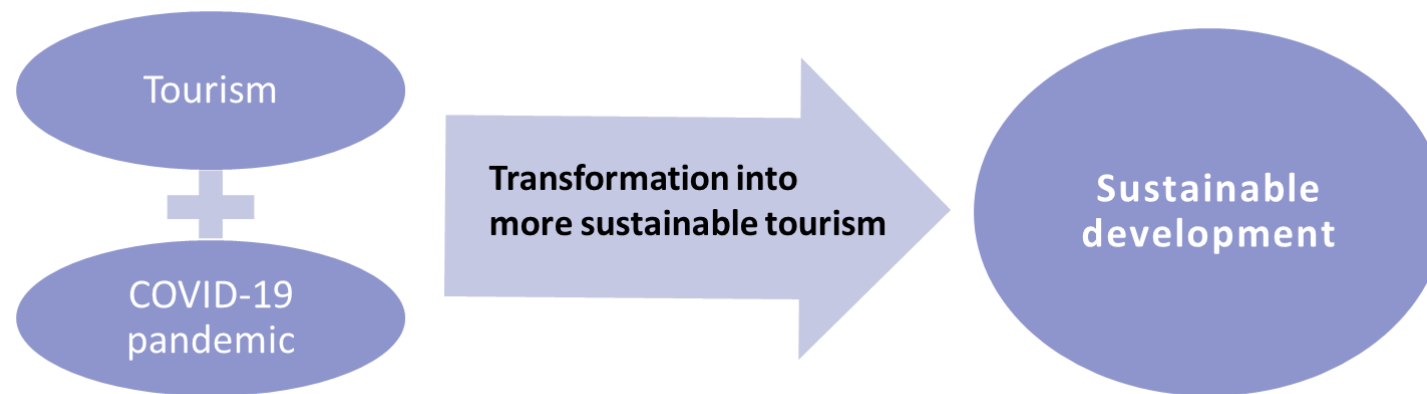 Tourism
COVID-19
pandemic
Transformation into
more sustainable tourism
Sustainable
development